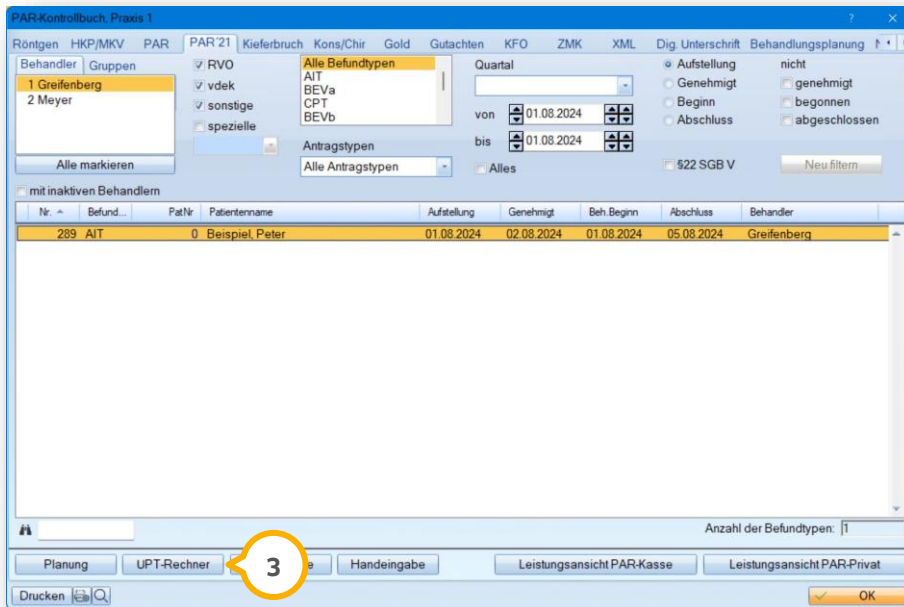 PAR-Kontrollbuch, Praxis 1 ?
Röntgen HKP/MKV PAR PAR'21 Kieferbruch Kons/Chir Gold Gutachten KFO ZMK XML Dig. Unterschrift Behandlungsplanung
Behandler Gruppen
1 Greifenberg
2 Meyer
Alle markieren
mit inaktiven Behandlern
RVO
vdek
sonstige
spezielle
Alle Befundtypen
AIT
BEVa
CPT
BEVb
Antragstypen
Alle Antragstypen
Quartal
von 01.08.2024
bis 01.08.2024
Alles
Aufstellung
Genehmigt
Beginn
Abschluss
nicht
genehmigt
begonnen
abgeschlossen
§22 SGB V
Neu filtern
Nr. Befund... PatNr Patientenname Aufstellung Genehmigt Beh.Beginn Abschluss Behandler
289 AIT 0 Beispiel, Peter 01.08.2024 02.08.2024 01.08.2024 05.08.2024 Greifenberg
Anzahl der Befundtypen: 1
Planung UPT-Rechner 3 e Handeingabe Leistungsansicht PAR-Kasse Leistungsansicht PAR-Privat
Drucken OK